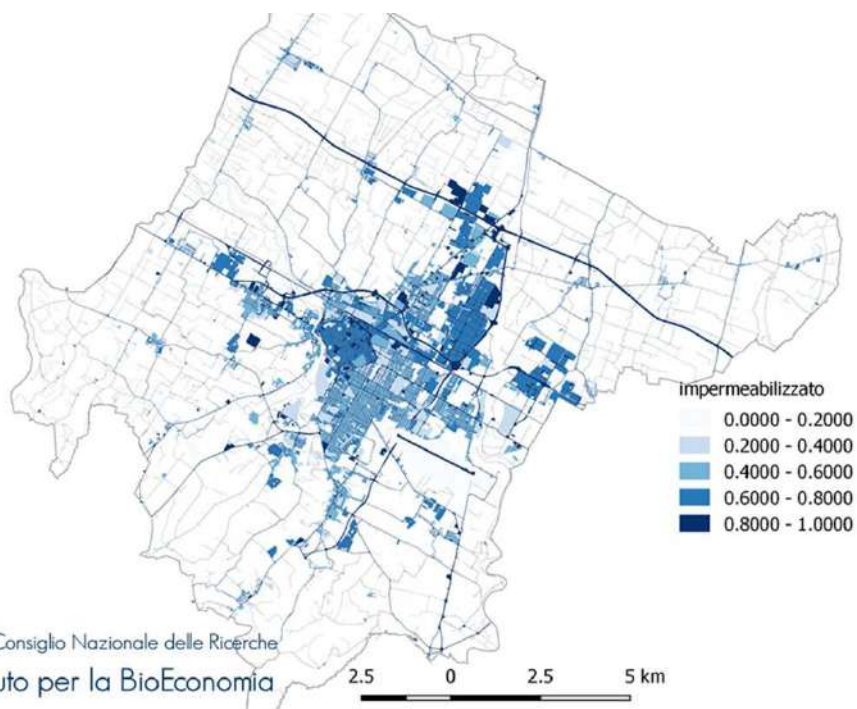 impermeabilizzato
0.0000 - 0.2000
0.2000 - 0.4000
0.4000 - 0.6000
0.6000 - 0.8000
0.8000 - 1.0000
Consiglio Nazionale delle Ricerche
uto per la BioEconomia
2.5 0 2.5 5 km